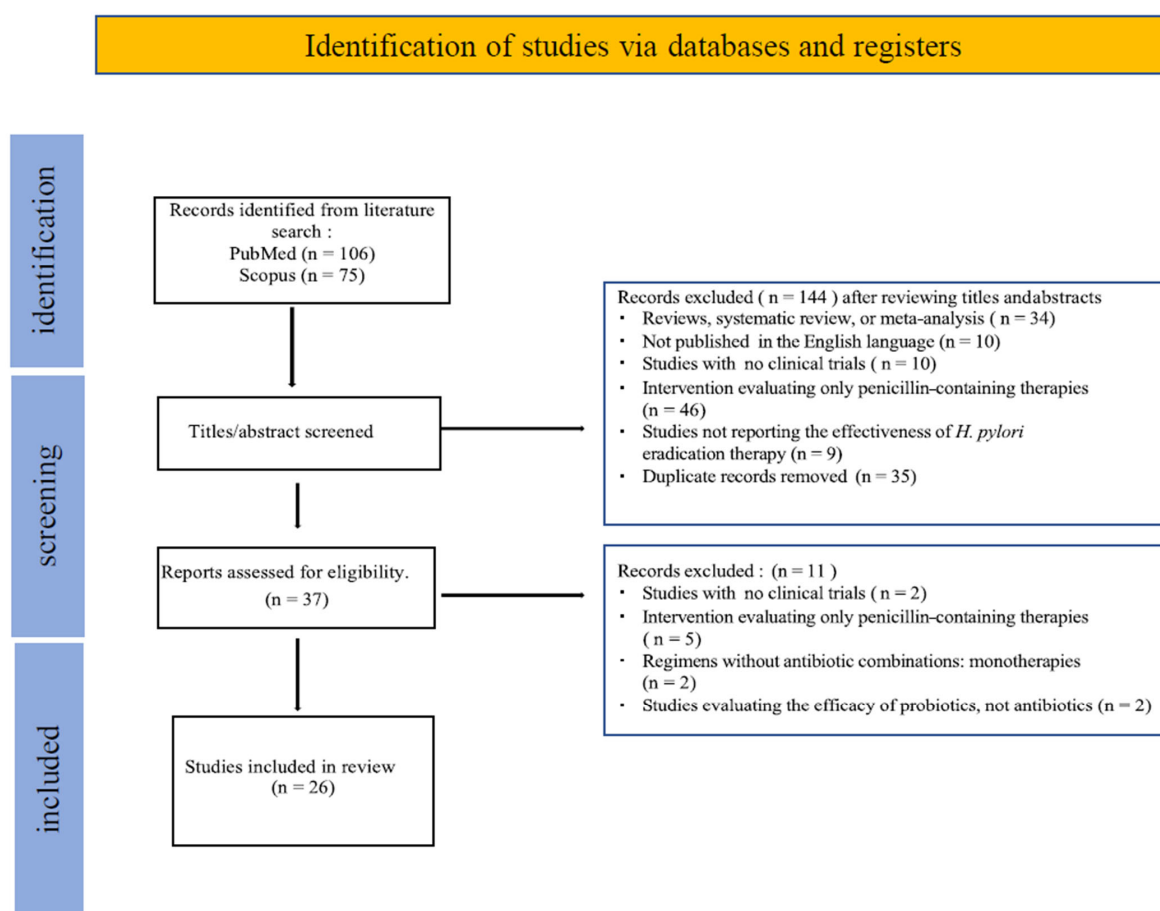 Identification of studies via databases and registers
identification
Records identified from literature
search :
PubMed (n = 106)
Scopus (n = 75)
Records excluded ( n = 144 ) after reviewing titles andabstracts
· Reviews, systematic review, or meta-analysis ( n = 34)
· Not published in the English language (n = 10)
· Studies with no clinical trials ( n = 10)
· Intervention evaluating only penicillin-containing therapies
(n = 46)
· Studies not reporting the effectiveness of H. pylori
eradication therapy (n = 9)
· Duplicate records removed (n = 35)
screening
Titles/abstract screened
Reports assessed for eligibility.
(n = 37)
Records excluded : (n = 11 )
· Studies with no clinical trials ( n = 2)
· Intervention evaluating only penicillin-containing therapies
( n = 5)
· Regimens without antibiotic combinations: monotherapies
(n = 2)
· Studies evaluating the efficacy of probiotics, not antibiotics (n = 2)
included
Studies included in review
(n = 26)